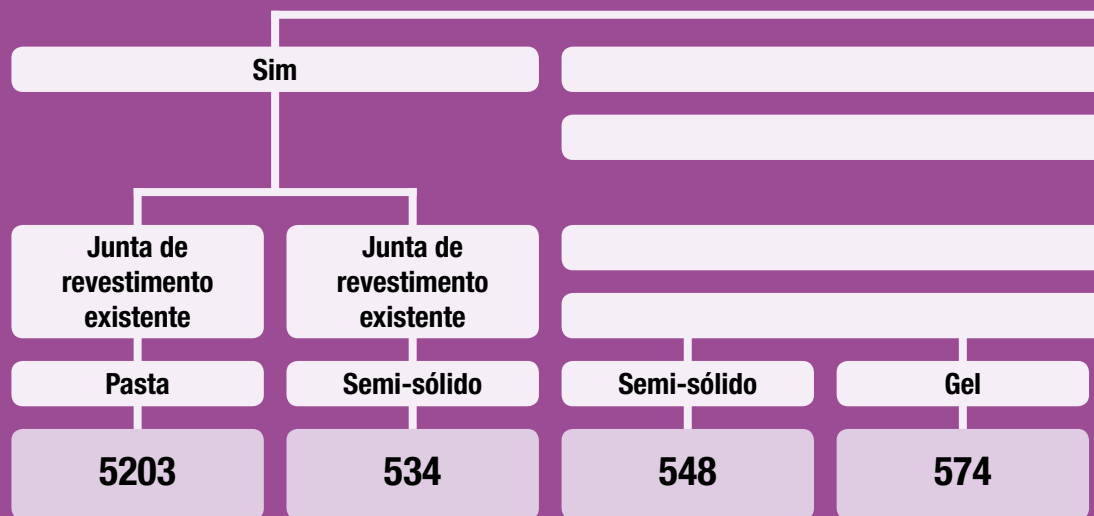 Sim
Junta de
revestimento
existente
Junta de
revestimento
existente
Pasta
Semi-sólido
Semi-sólido
Gel
5203
534
548
574